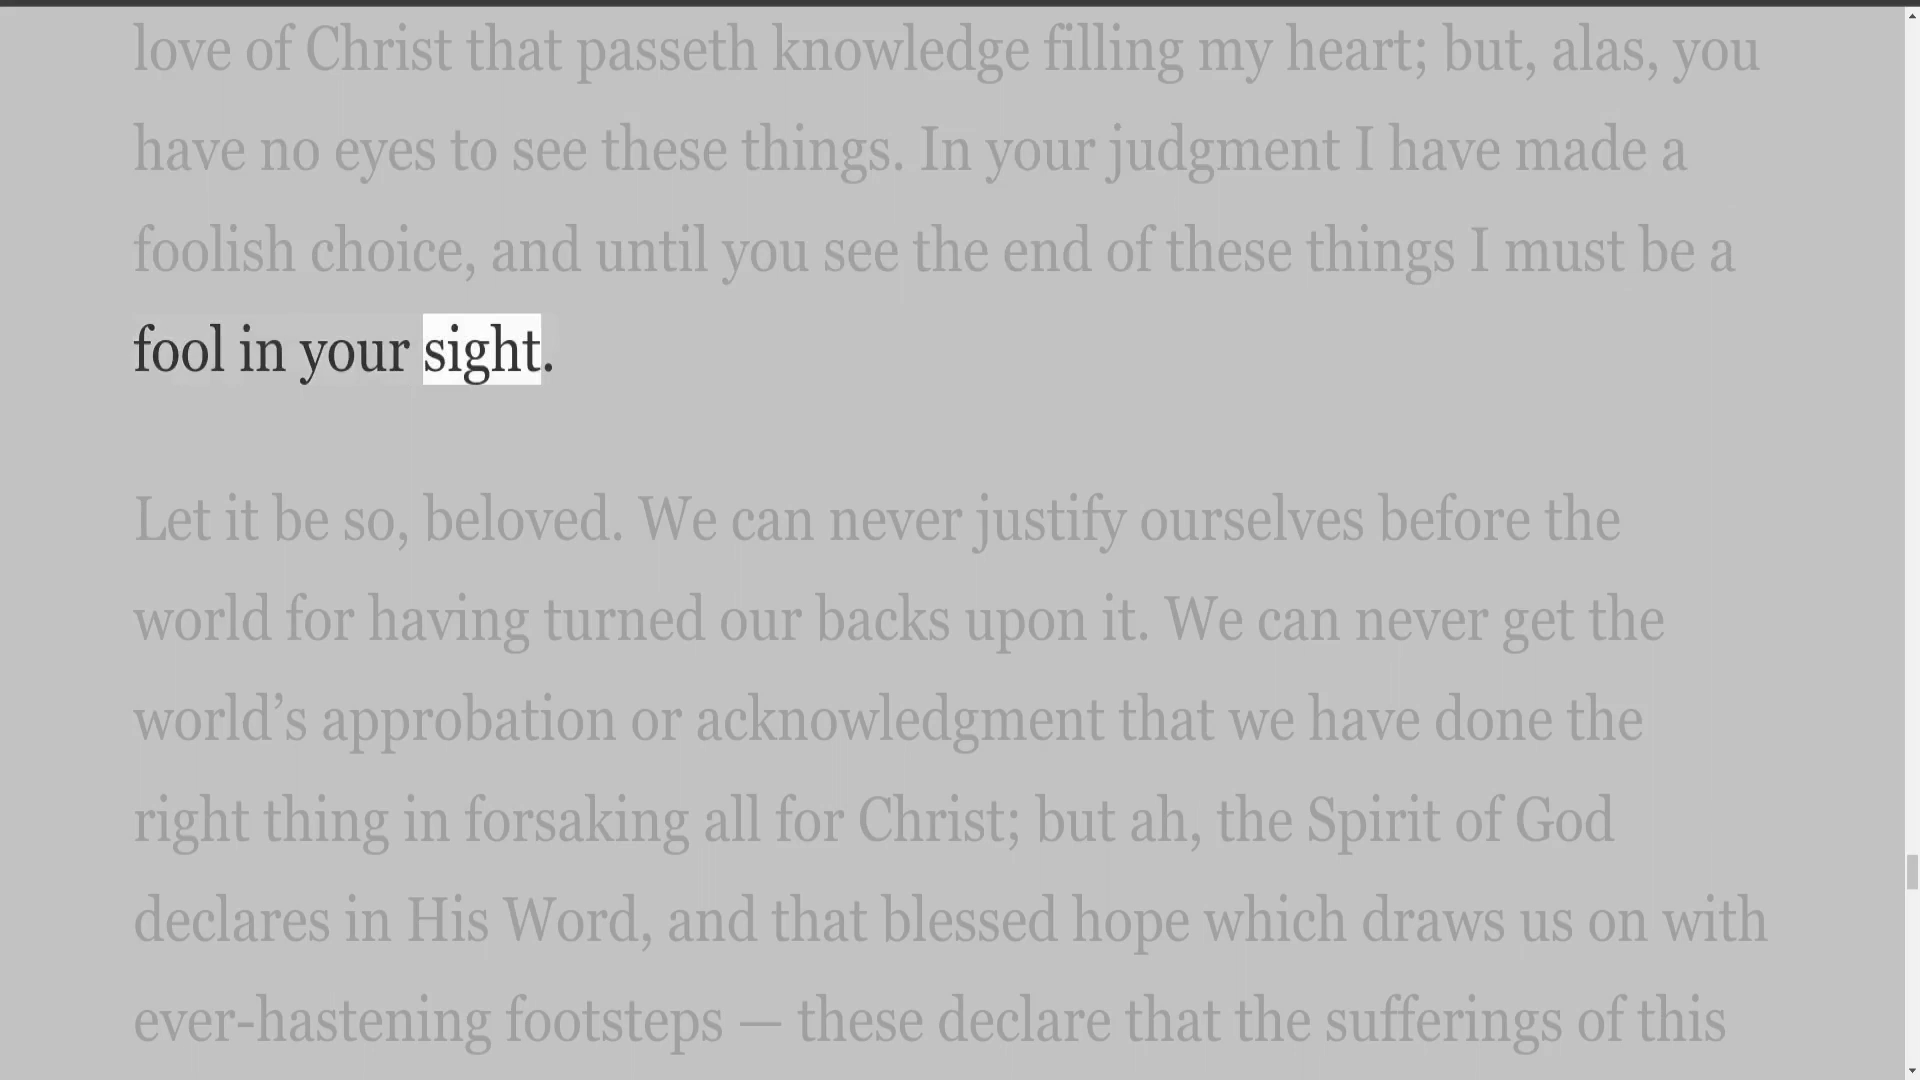 love of Christ that passeth knowledge filling my heart; but, alas, you
have no eyes to see these things. In your judgment I have made a
foolish choice, and until you see the end of these things I must be a
fool in your sight.
Let it be so, beloved. We can never justify ourselves before the
world for having turned our backs upon it. We can never get the
world’s approbation or acknowledgment that we have done the
right thing in forsaking all for Christ; but ah, the Spirit of God
declares in His Word, and that blessed hope which draws us on with
ever-hastening footsteps — these declare that the sufferings of this